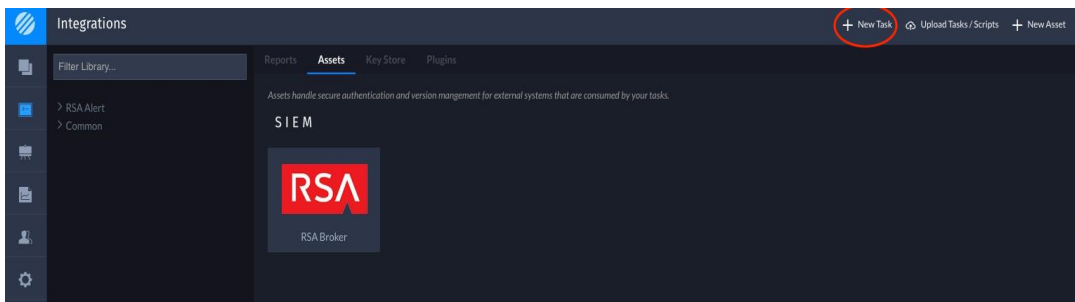 Integrations
+ New Task
Upload Tasks / Scripts
+ New Asset
Filter Library...
Reports
Assets
Key Store
Plugins
> RSA Alert
> Common
Assets handle secure authentication and version mangement for external systems that are consumed by your tasks.
SIEM
RSA
RSA Broker